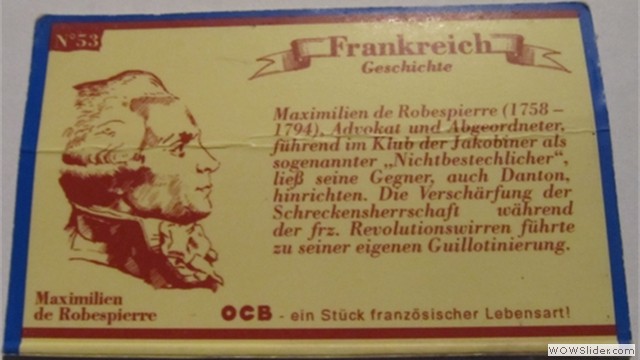 N°53
Frankreich
Geschichte
Maximilien de Robespierre (1758 –
1794), Advokat und Abgeordneter,
führend im Klub der Jakobiner als
sogenannter „Nichtbestechlicher“,
ließ seine Gegner, auch Danton,
hinrichten. Die Verschärfung der
Schreckensherrschaft während
der frz. Revolutionswirren führte
zu seiner eigenen Guillotinierung.
Maximilien
de Robespierre
OCB - ein Stück französischer Lebensart!
WOWSlider.com